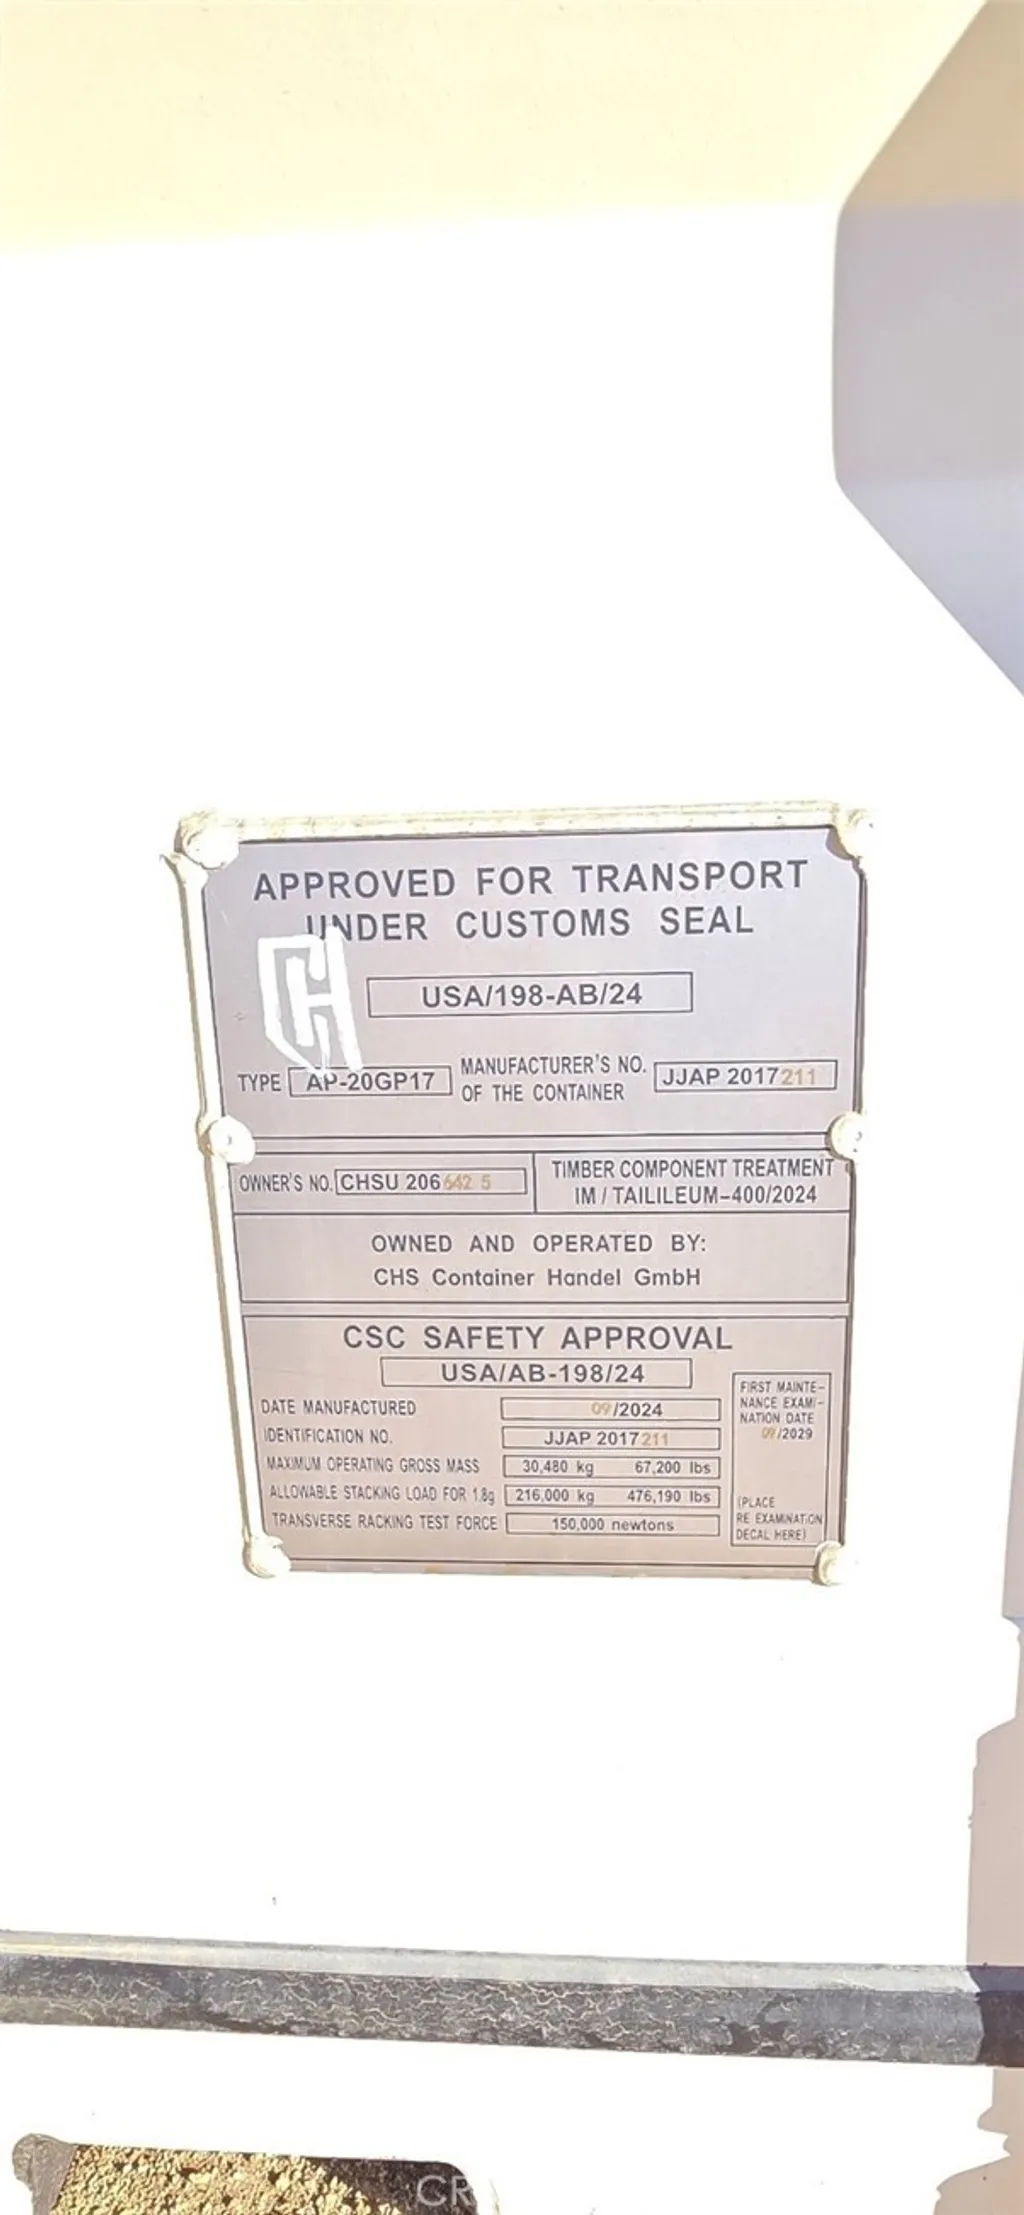 APPROVED FOR TRANSPORT
UNDER CUSTOMS SEAL
CH
USA/198-AB/24
TYPE AP-20GP17 MANUFACTURER'S NO. OF THE CONTAINER JJAP 2017211
OWNER'S NO. CHSU 206 642 5
TIMBER COMPONENT TREATMENT
IM / TAILILEUM-400/2024
OWNED AND OPERATED BY:
CHS Container Handel GmbH
CSC SAFETY APPROVAL
USA/AB-198/24
DATE MANUFACTURED 09/2024
IDENTIFICATION NO. JJAP 2017211
MAXIMUM OPERATING GROSS MASS 30,480 kg 67,200 lbs
ALLOWABLE STACKING LOAD FOR 1.8g 216,000 kg 476,190 lbs
TRANSVERSE RACKING TEST FORCE 150,000 newtons
FIRST MAINTE-
NANCE EXAMI-
NATION DATE
09/2029
(PLACE
RE EXAMINATION
DECAL HERE)